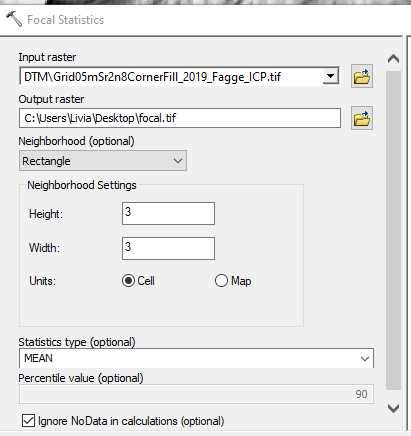 Focal Statistics
Input raster
DTM\Grid05mSr2n8CornerFill_2019_Fagge_ICP.tif
Output raster
C:\Users\Livia\Desktop\focal.tif
Neighborhood (optional)
Rectangle
Neighborhood Settings
Height: 3
Width: 3
Units: Cell Map
Statistics type (optional)
MEAN
Percentile value (optional)
90
Ignore NoData in calculations (optional)